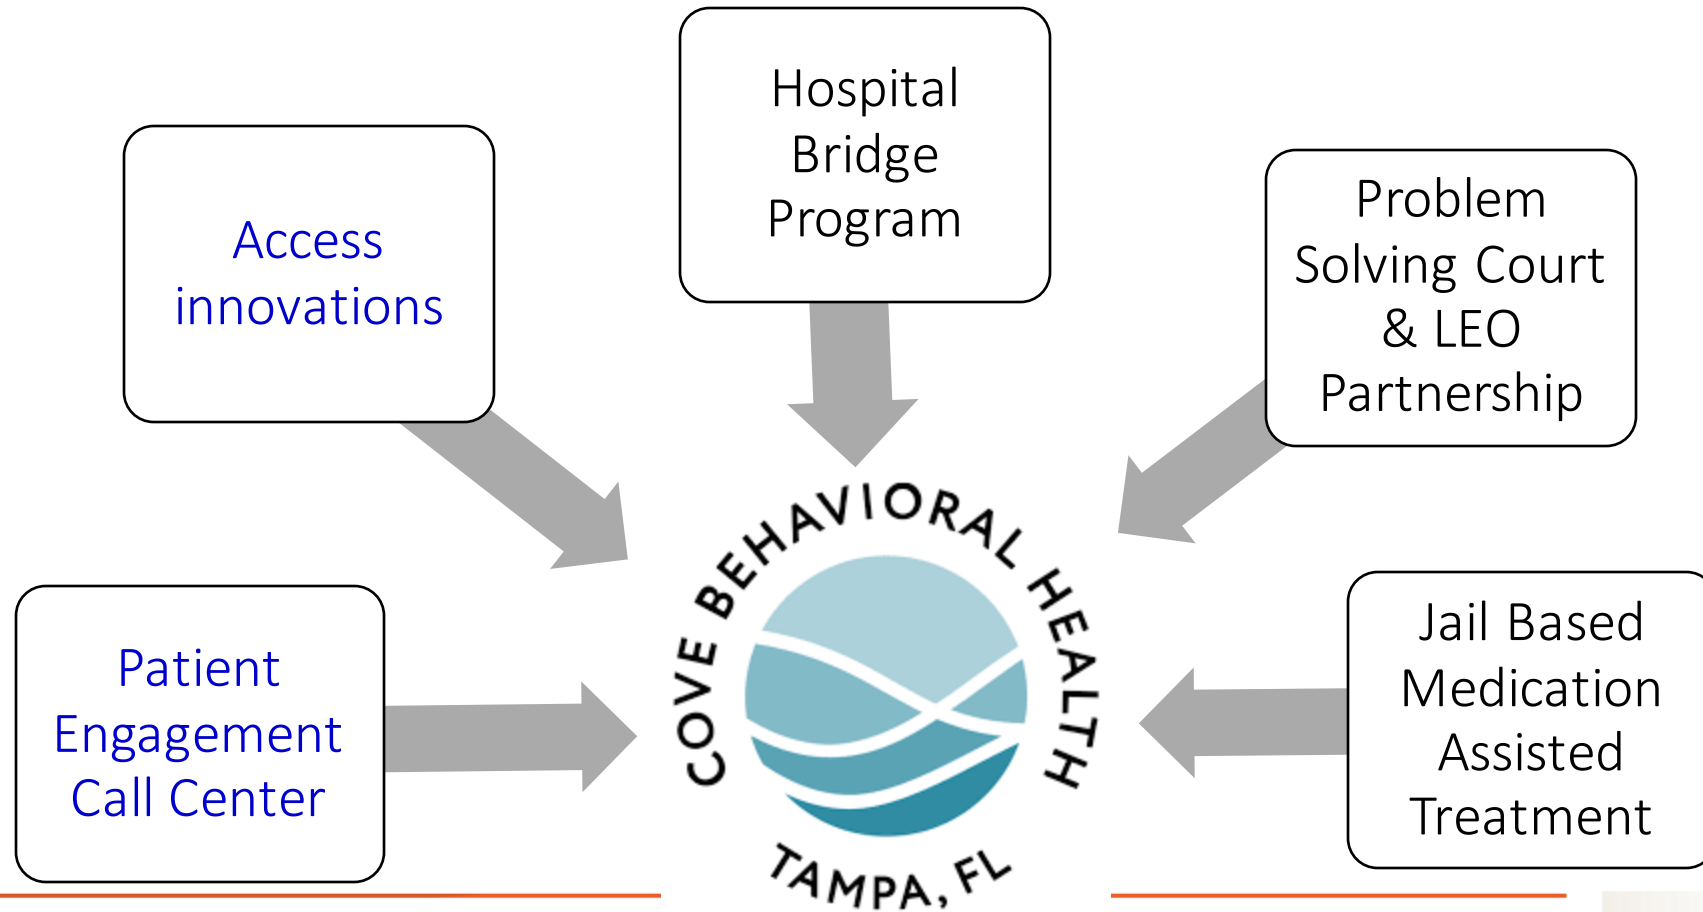 Hospital
Bridge
Program
Access
innovations
Problem
Solving Court
& LEO
Partnership
Patient
Engagement
Call Center
COVE BEHAVIORAL HEALTH
TAMPA, FL
Jail Based
Medication
Assisted
Treatment